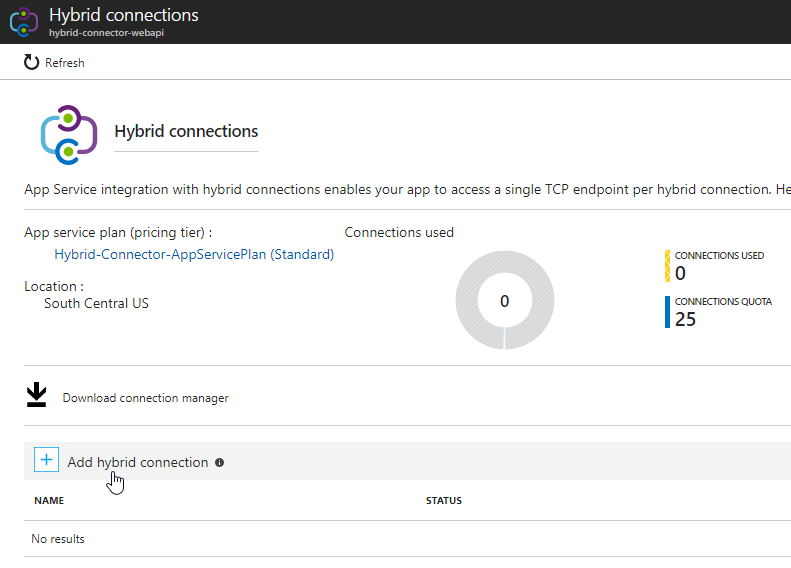 Hybrid connections
hybrid-connector-webapi
Refresh
Hybrid connections
App Service integration with hybrid connections enables your app to access a single TCP endpoint per hybrid connection. He
App service plan (pricing tier) :
Hybrid-Connector-AppServicePlan (Standard)
Location :
South Central US
Connections used
0
CONNECTIONS USED
0
CONNECTIONS QUOTA
25
Download connection manager
Add hybrid connection
NAME STATUS
No results